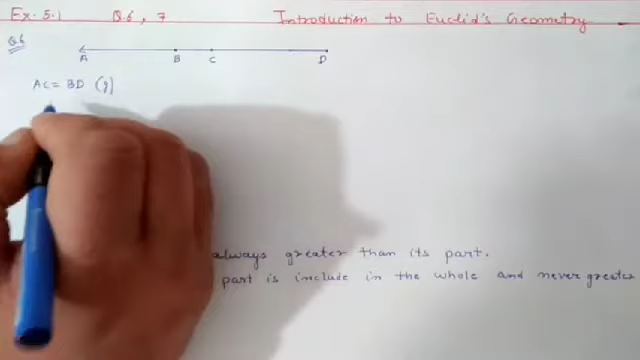 Ex. 5.1 Q.6, 7 Introduction to Euclid's Geometry
Q.6
A B C D
AC = BD (g)
always greater than its part.
part is include in the whole and never greater